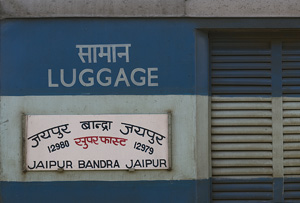 सामान
LUGGAGE
जयपुर बान्द्रा जयपुर
12980 सुपरफास्ट 12979
JAIPUR BANDRA JAIPUR